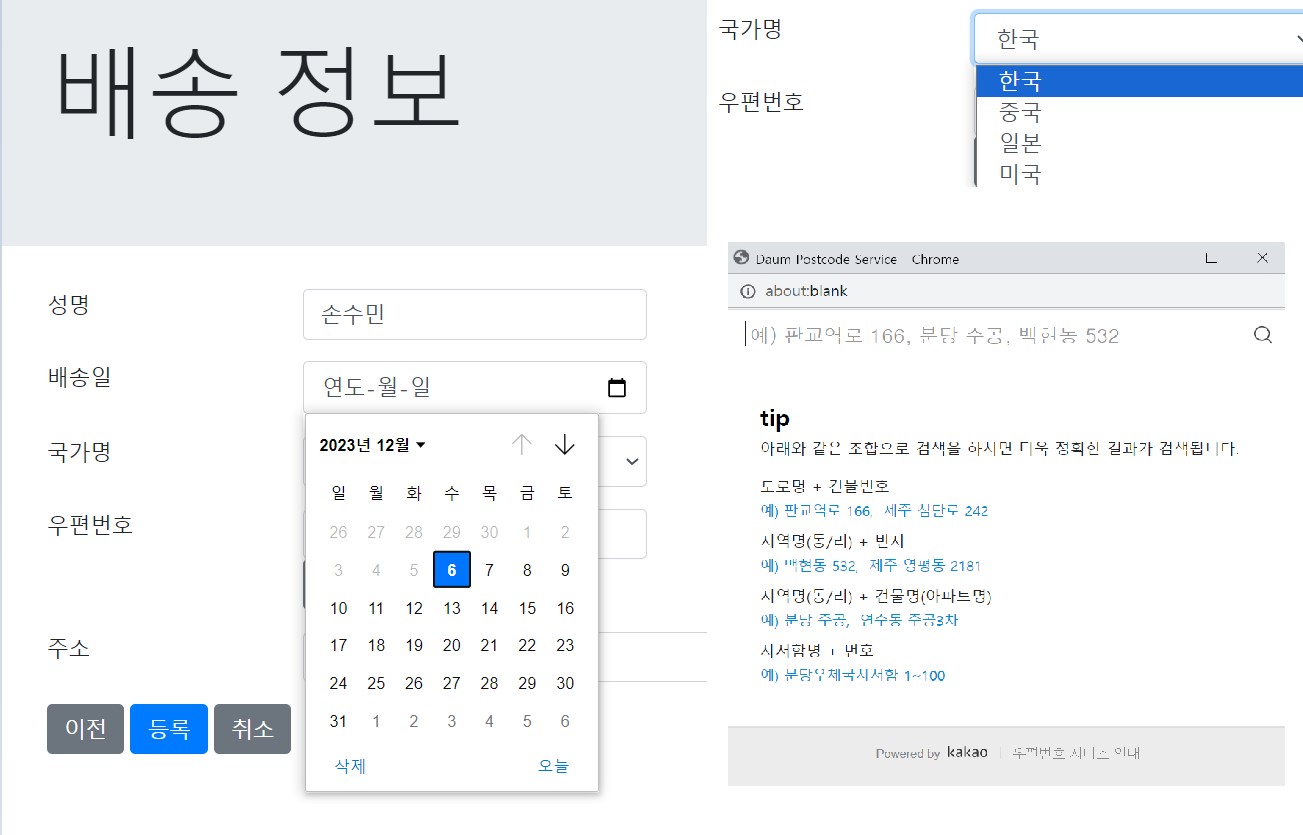 배송 정보
성명
손수민
배송일
연도-월-일
국가명
우편번호
주소
이전 등록 취소
2023년 12월
일 월 화 수 목 금 토
26 27 28 29 30 1 2
3 4 5 6 7 8 9
10 11 12 13 14 15 16
17 18 19 20 21 22 23
24 25 26 27 28 29 30
31 1 2 3 4 5 6
삭제 오늘
국가명
한국
한국
우편번호
중국
일본
미국
Daum Postcode Service Chrome
about:blank
예) 판교역로 166, 분당 주공, 백현동 532
tip
아래와 같은 조합으로 검색을 하시면 더욱 정확한 결과가 검색됩니다.
도로명 + 건물번호
예) 판교역로 166, 제주 첨단로 242
지역명(동/리) + 번지
예) 백현동 532, 제주 영평동 2181
지역명(동/리) + 건물명(아파트명)
예) 분당 주공, 연수동 주공3차
사서함명 + 번호
예) 분당우체국사서함 1~100
Powered by kakao | 우편번호 서비스 안내